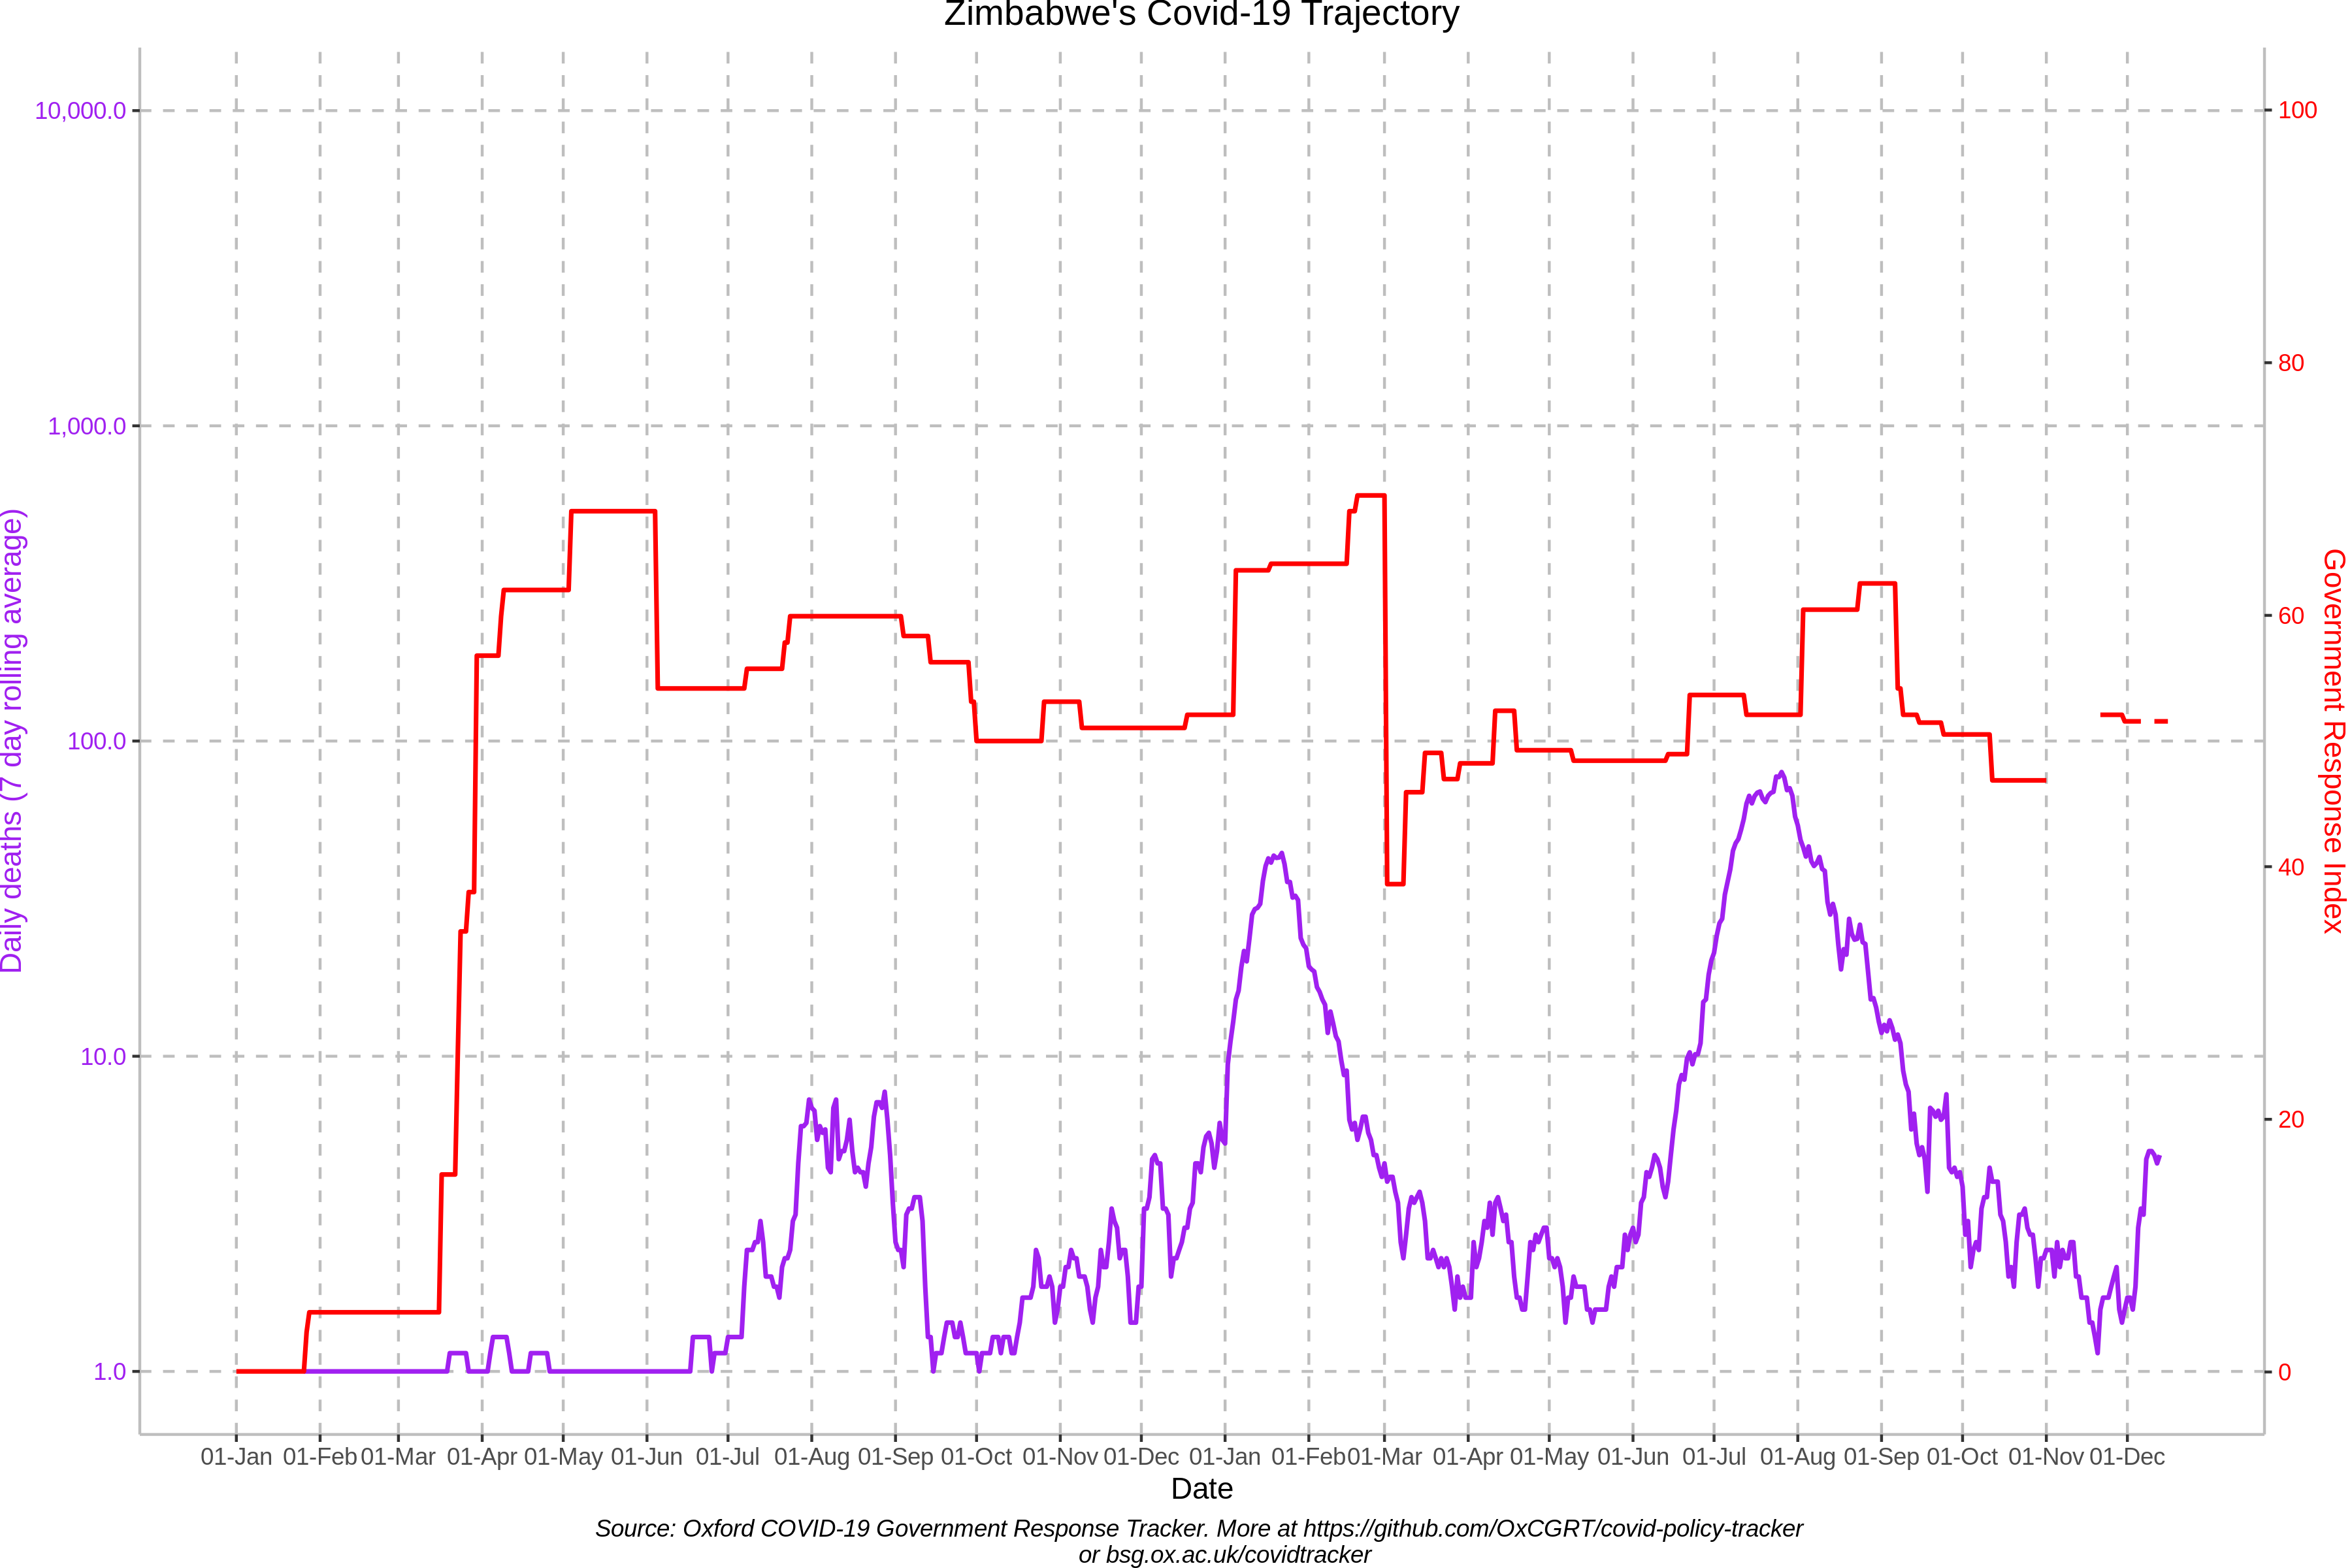 Zimbabwe's Covid-19 Trajectory
10,000.0
1,000.0
100.0
10.0
1.0
Daily deaths (7 day rolling average)
100
80
60
40
20
0
Government Response Index
01-Jan 01-Feb 01-Mar 01-Apr 01-May 01-Jun 01-Jul 01-Aug 01-Sep 01-Oct 01-Nov 01-Dec 01-Jan 01-Feb 01-Mar 01-Apr 01-May 01-Jun 01-Jul 01-Aug 01-Sep 01-Oct 01-Nov 01-Dec
Date
Source: Oxford COVID-19 Government Response Tracker. More at https://github.com/OxCGRT/covid-policy-tracker
or bsg.ox.ac.uk/covidtracker